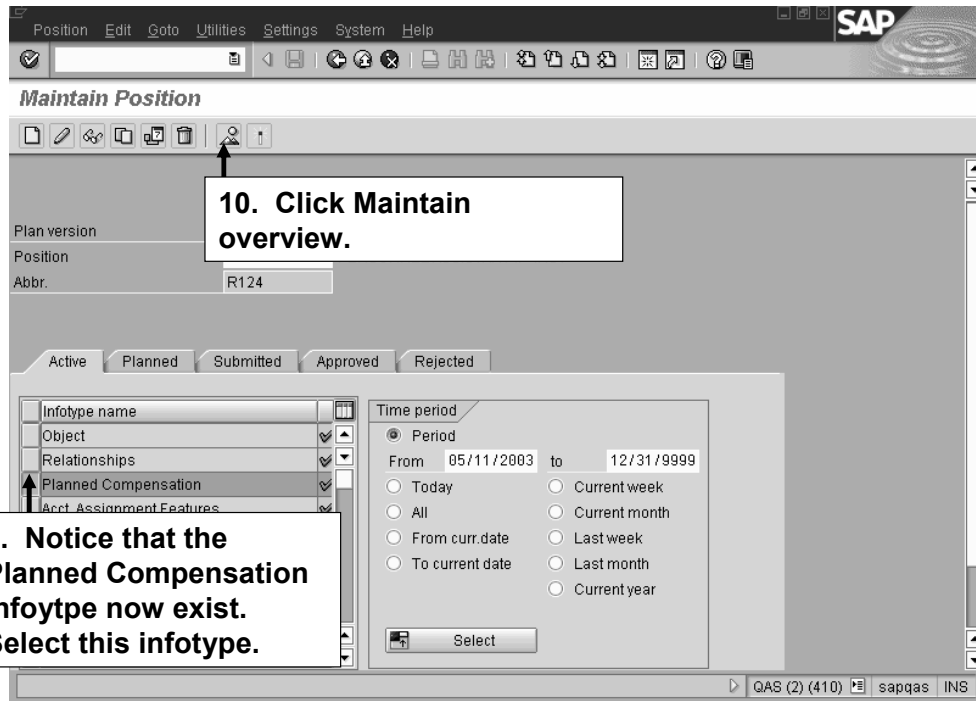 Position Edit Goto Utilities Settings System Help
SAP
Maintain Position
10. Click Maintain
overview.
Plan version
Position
Abbr. R124
Active Planned Submitted Approved Rejected
Infotype name
Object
Relationships
Planned Compensation
Acct. Assignment Features
. Notice that the
Planned Compensation
nfoytpe now exist.
Select this infotype.
Time period
Period
From 05/11/2003 to 12/31/9999
Today Current week
All Current month
From curr.date Last week
To current date Last month
Current year
Select
QAS (2) (410) sapqas INS